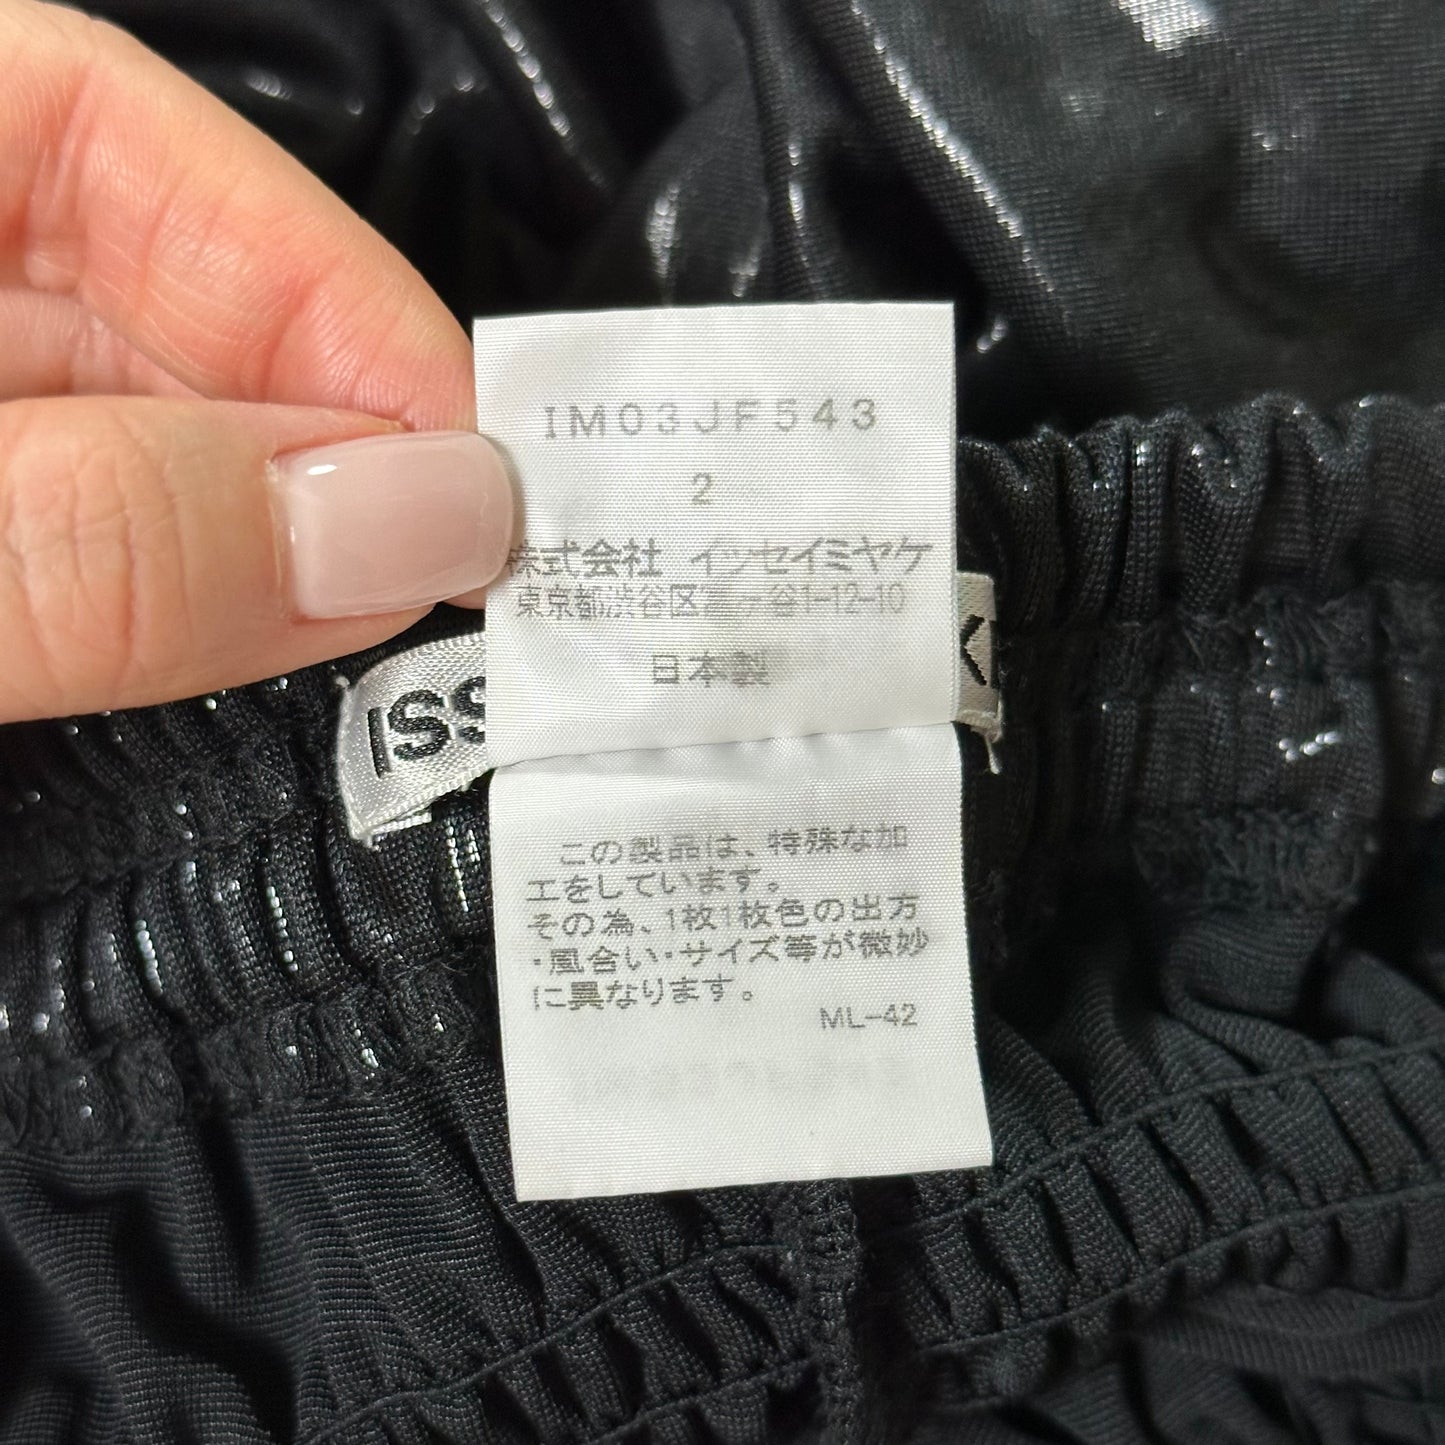 IM03JF543
2
株式会社 イッセイミヤケ
東京都渋谷区 ヶ谷1-12-10
日本製
ISS
K
この製品は、特殊な加
工をしています。
その為、1枚1枚色の出方
・風合い・サイズ等が微妙
に異なります。
ML-42